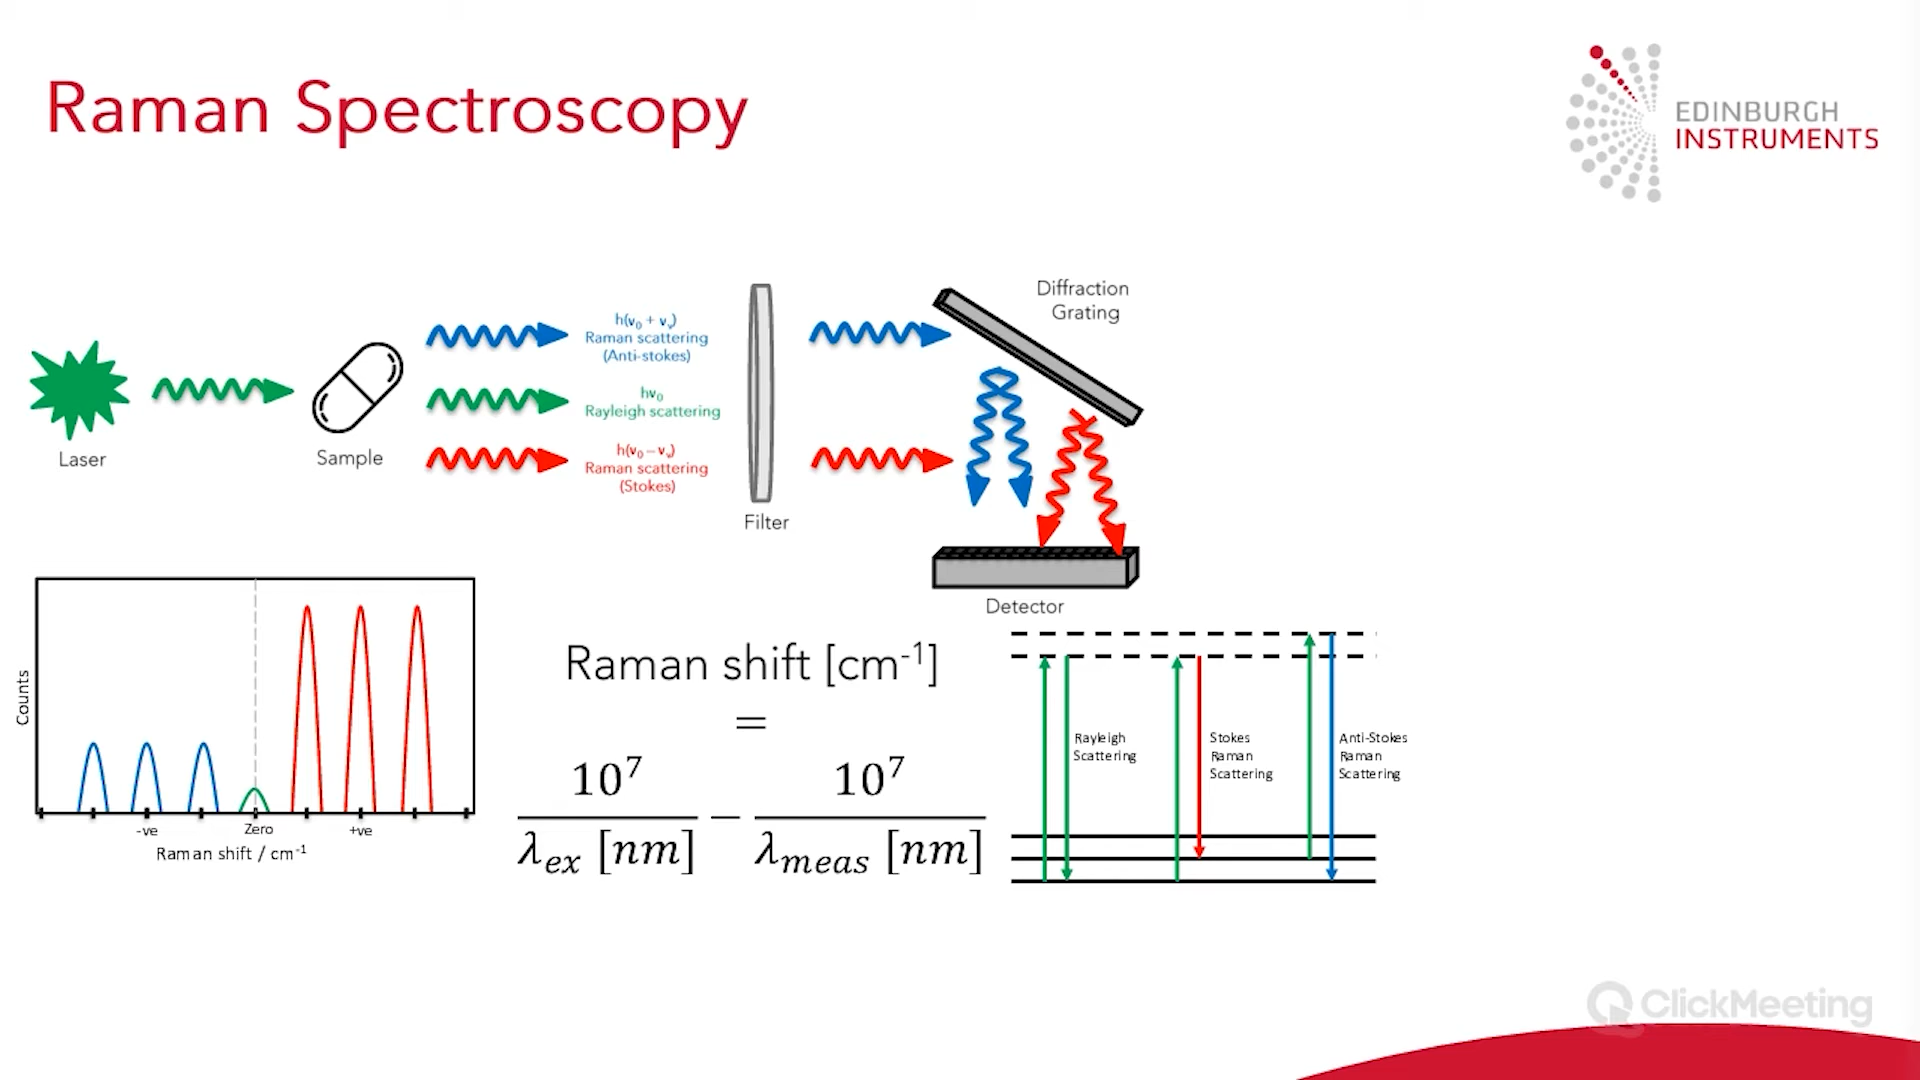 Raman Spectroscopy
EDINBURGH
INSTRUMENTS
Diffraction
Grating
h(ν₀ + νᵥ)
Raman scattering
(Anti-stokes)
hν₀
Rayleigh scattering
h(ν₀ – νᵥ)
Raman scattering
(Stokes)
Laser
Sample
Filter
Detector
Counts
-ve
Zero
+ve
Raman shift / cm⁻¹
Raman shift [cm⁻¹]
=
10⁷ / λₑₓ [nm] − 10⁷ / λ_meas [nm]
Rayleigh
Scattering
Stokes
Raman
Scattering
Anti-Stokes
Raman
Scattering
ClickMeeting